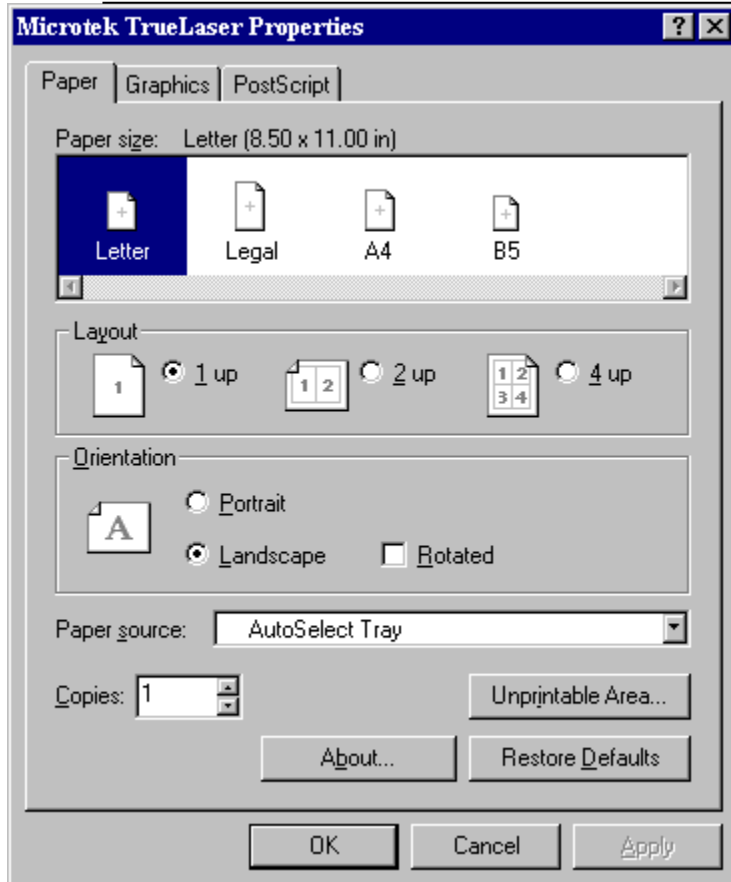 Microtek TrueLaser Properties
Paper Graphics PostScript
Paper size: Letter (8.50 x 11.00 in)
Letter Legal A4 B5
Layout
1 1 up 1 2 2 up 1 2 4 up
3 4
Orientation
A
Portrait
Landscape Rotated
Paper source: AutoSelect Tray
Copies: 1 Unprintable Area...
About... Restore Defaults
OK Cancel Apply